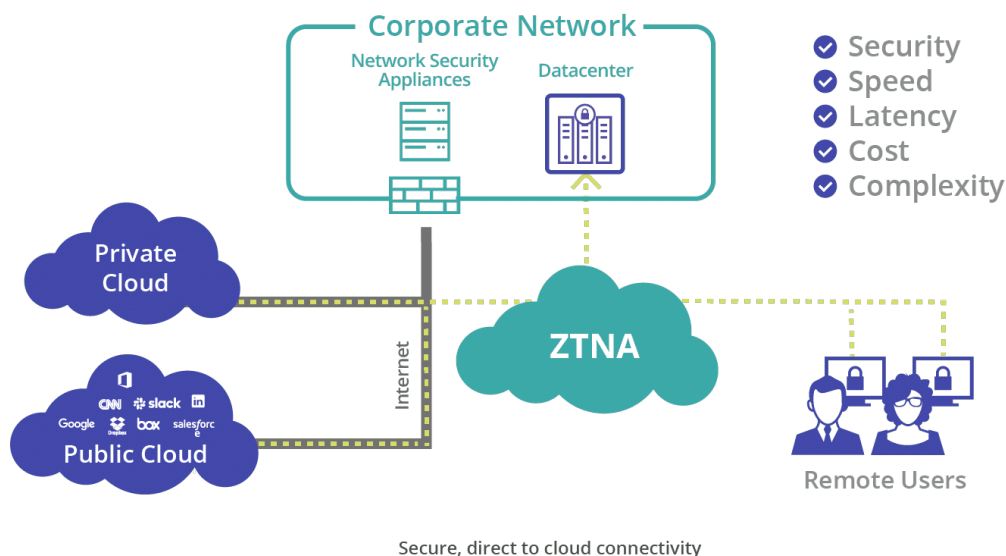 Corporate Network
Network Security
Appliances
Datacenter
Security
Speed
Latency
Cost
Complexity
Private
Cloud
ZTNA
Internet
CNN
slack
in
Google
Dropbox
box
salesforc
e
Public Cloud
Remote Users
Secure, direct to cloud connectivity